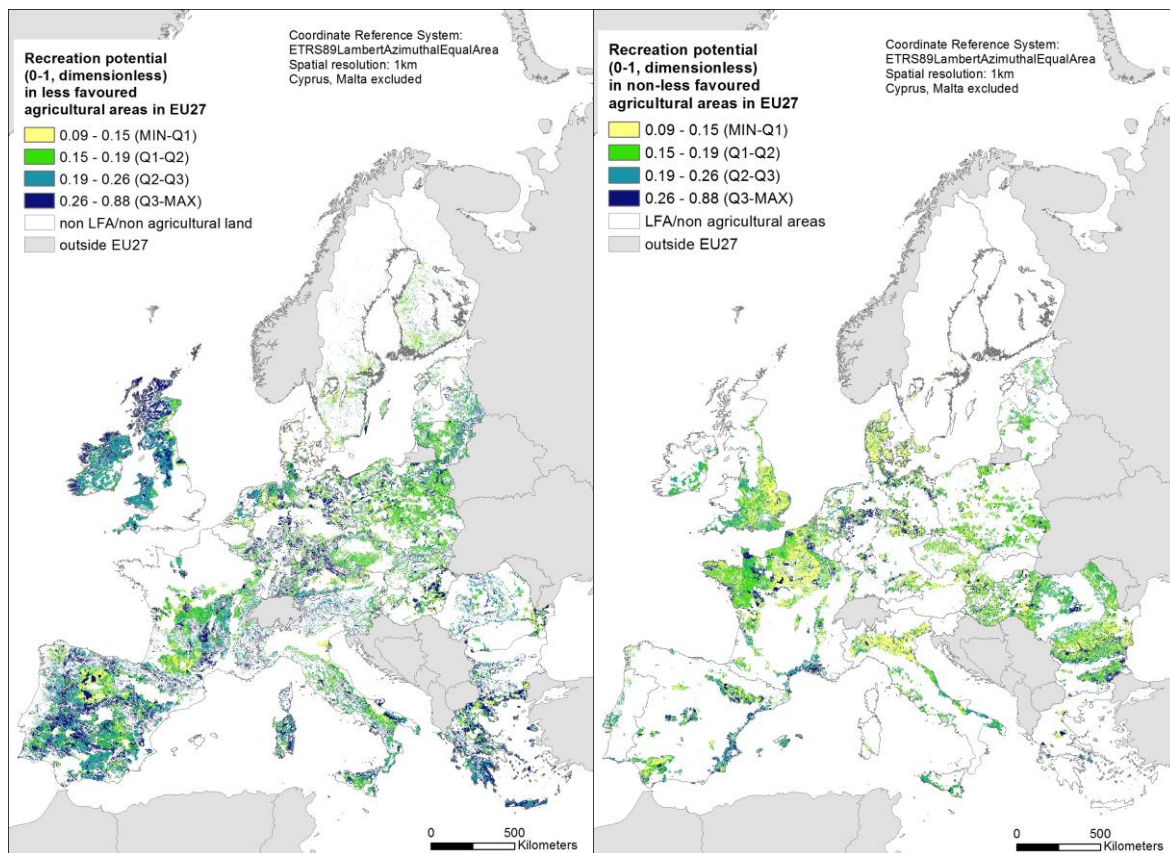 Recreation potential
(0-1, dimensionless)
in less favoured
agricultural areas in EU27
0.09 - 0.15 (MIN-Q1)
0.15 - 0.19 (Q1-Q2)
0.19 - 0.26 (Q2-Q3)
0.26 - 0.88 (Q3-MAX)
non LFA/non agricultural land
outside EU27
Coordinate Reference System:
ETRS89LambertAzimuthalEqualArea
Spatial resolution: 1km
Cyprus, Malta excluded
0 500
Kilometers
Recreation potential
(0-1, dimensionless)
in non-less favoured
agricultural areas in EU27
0.09 - 0.15 (MIN-Q1)
0.15 - 0.19 (Q1-Q2)
0.19 - 0.26 (Q2-Q3)
0.26 - 0.88 (Q3-MAX)
LFA/non agricultural areas
outside EU27
Coordinate Reference System:
ETRS89LambertAzimuthalEqualArea
Spatial resolution: 1km
Cyprus, Malta excluded
0 500
Kilometers